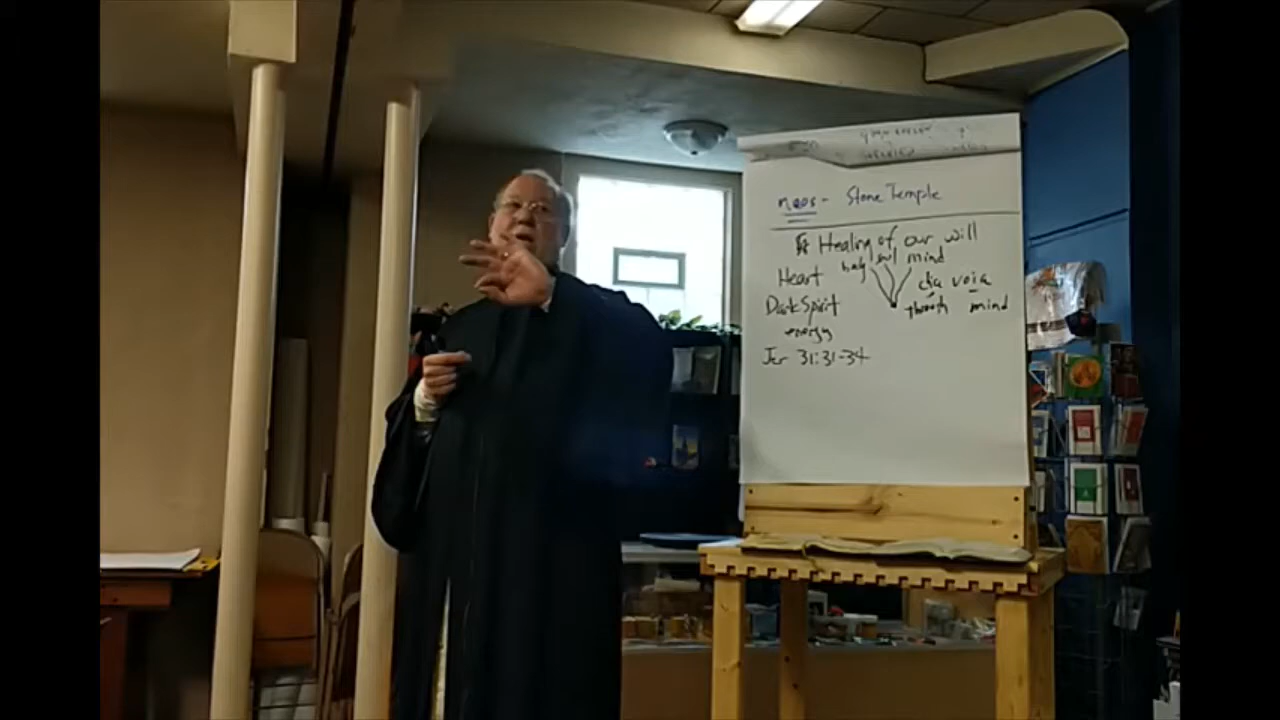 naos - Stone Temple
Healing of our will
body soul mind
Heart
dia voia
Dark Spirit
through mind
energy
Jer 31:31-34